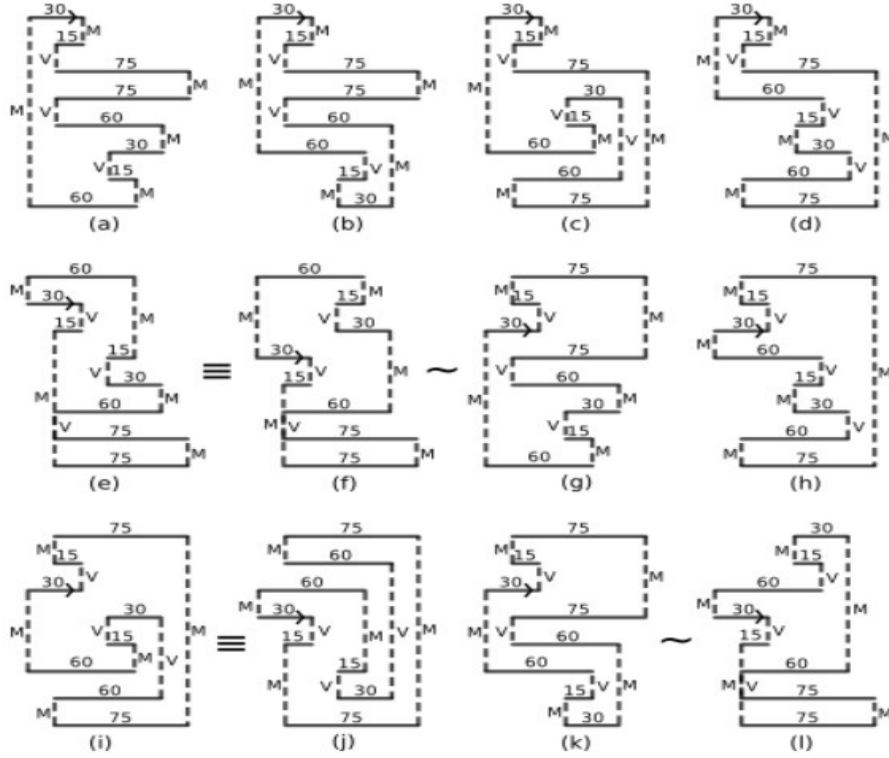 30 30 30 30
15 M 15 M 15 M 15 M
V V V M V
75 75 75 75
75 M 75 M 30 60
M V M V M V 15 15 V
60 60
30 M M V M M 30 M
V 15 60 V M 60 V
M 15 60 60
60 M M 30 M 75 M 75
(a) (b) (c) (d)
60 60 75 75
M 30 15 M M 15 M 15
15 V M V 30 30 V M 30 V
15 30 V 75 M 60
V 30 ≡ 15 V M ~ V 60 M 15 M
M 60 M 60 M 30 M 30
V 75 M V 75 V 15 60 V
75 M 75 M 60 M M 75
(e) (f) (g) (h)
75 75 75 30
M 15 M 60 M 15 15 V
30 V 60 30 V M 60
M 30 M 30 V 75 M 30 M
V 15 M ≡ 15 M V M V 60 ~ 15 V
60 M V M 15 60 V M 60
60 V 30 15 M V 75
M 75 75 M 30 75 M
(i) (j) (k) (l)